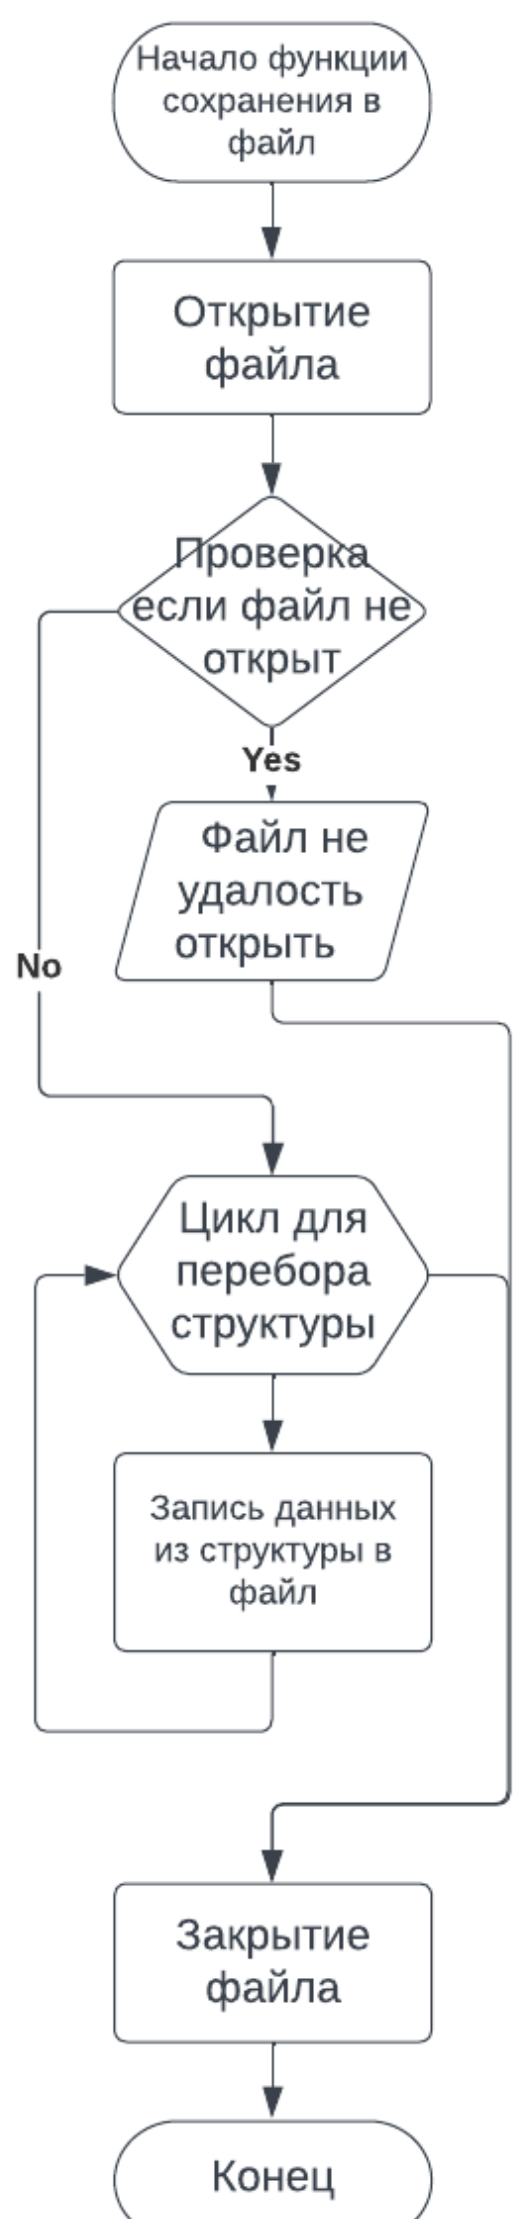 Начало функции
сохранения в
файл
Открытие
файла
Проверка
если файл не
открыт
Yes
Файл не
удалость
открыть
No
Цикл для
перебора
структуры
Запись данных
из структуры в
файл
Закрытие
файла
Конец